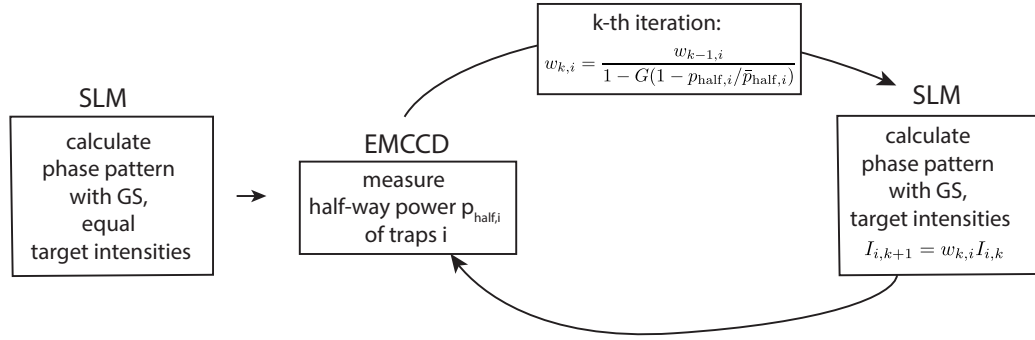 SLM
calculate
phase pattern
with GS,
equal
target intensities
EMCCD
measure
half-way power p_{half,i}
of traps i
k-th iteration:
w_{k,i} = \frac{w_{k-1,i}}{1 - G(1 - p_{half,i}/\bar{p}_{half,i})}
SLM
calculate
phase pattern
with GS,
target intensities
I_{i,k+1} = w_{k,i} I_{i,k}